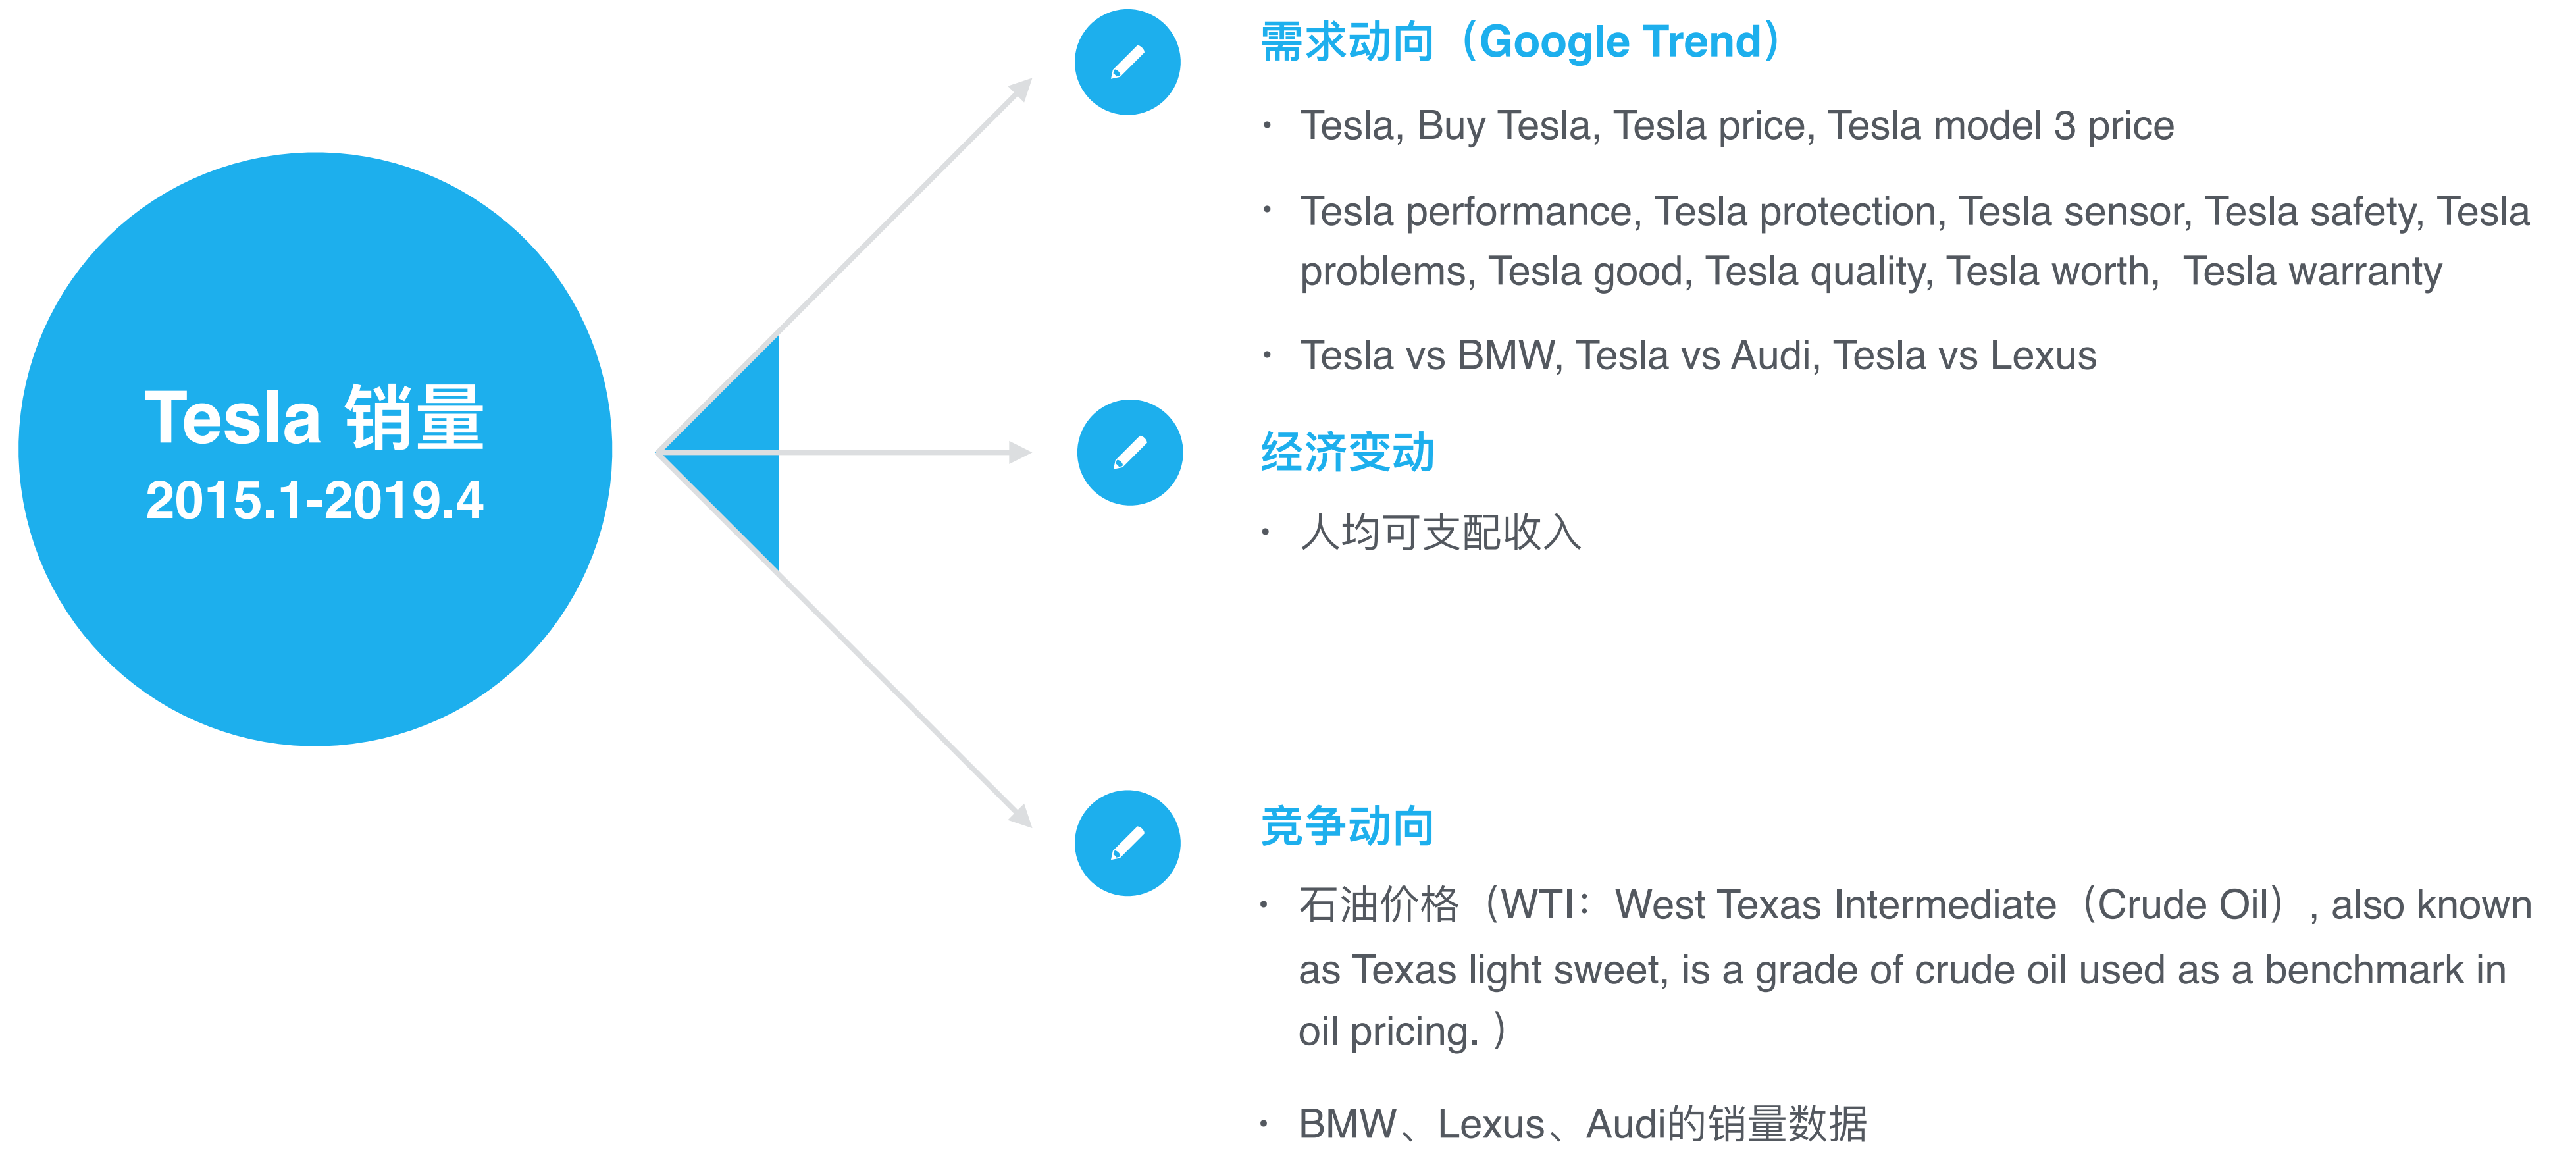 Tesla 销量
2015.1-2019.4
需求动向（Google Trend）
· Tesla, Buy Tesla, Tesla price, Tesla model 3 price
· Tesla performance, Tesla protection, Tesla sensor, Tesla safety, Tesla
problems, Tesla good, Tesla quality, Tesla worth, Tesla warranty
· Tesla vs BMW, Tesla vs Audi, Tesla vs Lexus
经济变动
· 人均可支配收入
竞争动向
· 石油价格（WTI：West Texas Intermediate（Crude Oil）, also known
as Texas light sweet, is a grade of crude oil used as a benchmark in
oil pricing. ）
· BMW、Lexus、Audi的销量数据